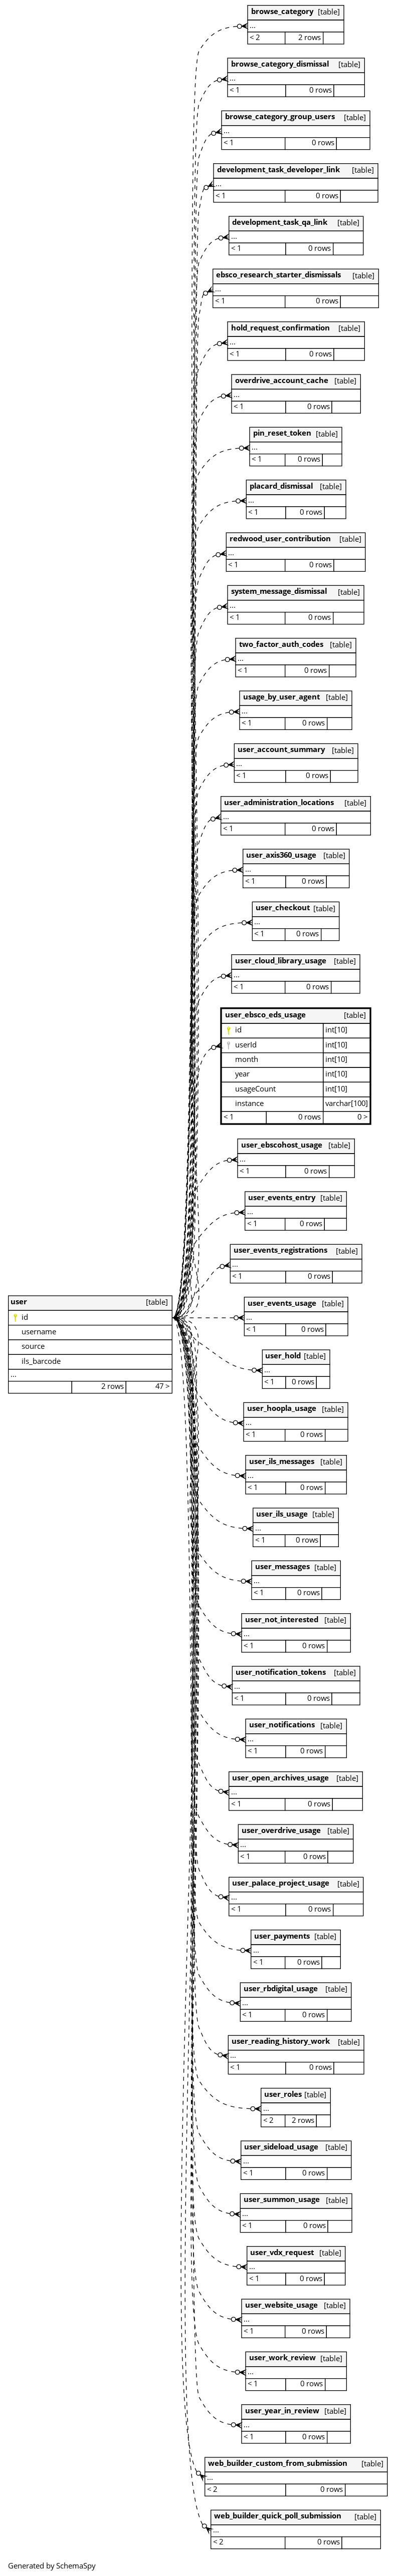 browse_category [table]
...
< 2 2 rows
browse_category_dismissal [table]
...
< 1 0 rows
browse_category_group_users [table]
...
< 1 0 rows
development_task_developer_link [table]
...
< 1 0 rows
development_task_qa_link [table]
...
< 1 0 rows
ebsco_research_starter_dismissals [table]
...
< 1 0 rows
hold_request_confirmation [table]
...
< 1 0 rows
overdrive_account_cache [table]
...
< 1 0 rows
pin_reset_token [table]
...
< 1 0 rows
placard_dismissal [table]
...
< 1 0 rows
redwood_user_contribution [table]
...
< 1 0 rows
system_message_dismissal [table]
...
< 1 0 rows
two_factor_auth_codes [table]
...
< 1 0 rows
usage_by_user_agent [table]
...
< 1 0 rows
user_account_summary [table]
...
< 1 0 rows
user_administration_locations [table]
...
< 1 0 rows
user_axis360_usage [table]
...
< 1 0 rows
user_checkout [table]
...
< 1 0 rows
user_cloud_library_usage [table]
...
< 1 0 rows
user_ebsco_eds_usage [table]
id int[10]
userId int[10]
month int[10]
year int[10]
usageCount int[10]
instance varchar[100]
< 1 0 rows 0 >
user_ebscohost_usage [table]
...
< 1 0 rows
user_events_entry [table]
...
< 1 0 rows
user_events_registrations [table]
...
< 1 0 rows
user [table]
id
username
source
ils_barcode
...
2 rows 47 >
user_events_usage [table]
...
< 1 0 rows
user_hold [table]
...
< 1 0 rows
user_hoopla_usage [table]
...
< 1 0 rows
user_ils_messages [table]
...
< 1 0 rows
user_ils_usage [table]
...
< 1 0 rows
user_messages [table]
...
< 1 0 rows
user_not_interested [table]
...
< 1 0 rows
user_notification_tokens [table]
...
< 1 0 rows
user_notifications [table]
...
< 1 0 rows
user_open_archives_usage [table]
...
< 1 0 rows
user_overdrive_usage [table]
...
< 1 0 rows
user_palace_project_usage [table]
...
< 1 0 rows
user_payments [table]
...
< 1 0 rows
user_rbdigital_usage [table]
...
< 1 0 rows
user_reading_history_work [table]
...
< 1 0 rows
user_roles [table]
...
< 2 2 rows
user_sideload_usage [table]
...
< 1 0 rows
user_summon_usage [table]
...
< 1 0 rows
user_vdx_request [table]
...
< 1 0 rows
user_website_usage [table]
...
< 1 0 rows
user_work_review [table]
...
< 1 0 rows
user_year_in_review [table]
...
< 1 0 rows
web_builder_custom_from_submission [table]
...
< 2 0 rows
web_builder_quick_poll_submission [table]
...
< 2 0 rows
Generated by SchemaSpy